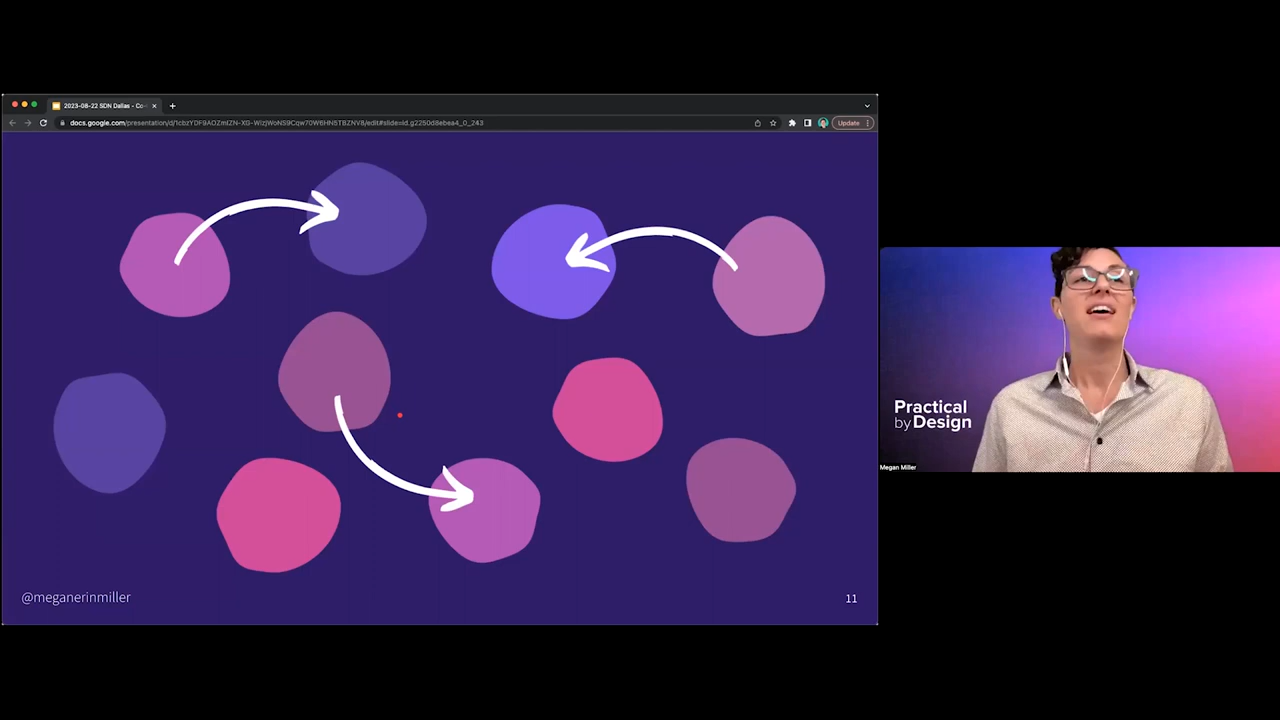 2023-08-22 SDN Dallas - Co-
Update
@meganerinmiller
11
Practical
by Design
Megan Miller